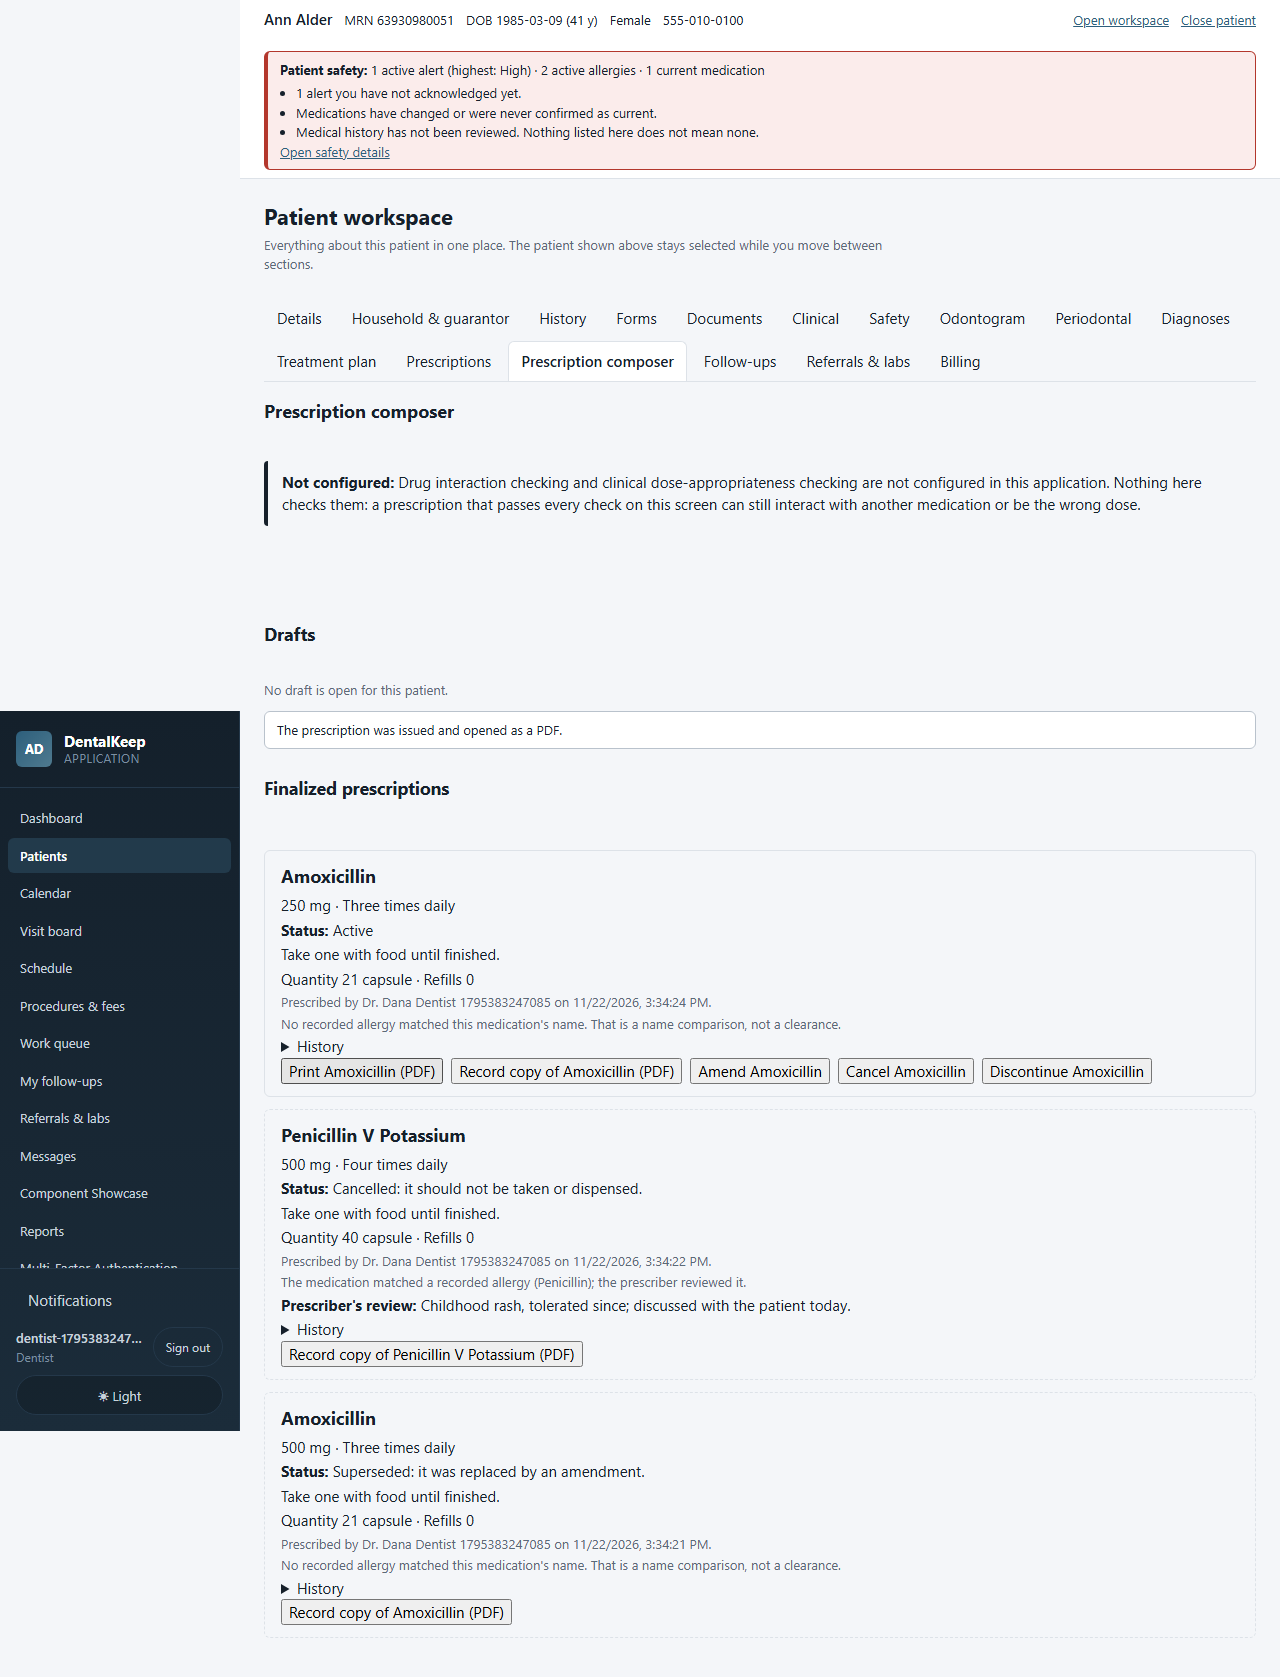 Ann Alder MRN 63930980051 DOB 1985-03-09 (41 y) Female 555-010-0100 Open workspace Close patient
Patient safety: 1 active alert (highest: High) · 2 active allergies · 1 current medication
1 alert you have not acknowledged yet.
Medications have changed or were never confirmed as current.
Medical history has not been reviewed. Nothing listed here does not mean none.
Open safety details
Patient workspace
Everything about this patient in one place. The patient shown above stays selected while you move between
sections.
Details Household & guarantor History Forms Documents Clinical Safety Odontogram Periodontal Diagnoses
Treatment plan Prescriptions Prescription composer Follow-ups Referrals & labs Billing
Prescription composer
Not configured: Drug interaction checking and clinical dose-appropriateness checking are not configured in this application. Nothing here
checks them: a prescription that passes every check on this screen can still interact with another medication or be the wrong dose.
Drafts
No draft is open for this patient.
The prescription was issued and opened as a PDF.
Finalized prescriptions
Amoxicillin
250 mg · Three times daily
Status: Active
Take one with food until finished.
Quantity 21 capsule · Refills 0
Prescribed by Dr. Dana Dentist 1795383247085 on 11/22/2026, 3:34:24 PM.
No recorded allergy matched this medication's name. That is a name comparison, not a clearance.
History
Print Amoxicillin (PDF) Record copy of Amoxicillin (PDF) Amend Amoxicillin Cancel Amoxicillin Discontinue Amoxicillin
Penicillin V Potassium
500 mg · Four times daily
Status: Cancelled: it should not be taken or dispensed.
Take one with food until finished.
Quantity 40 capsule · Refills 0
Prescribed by Dr. Dana Dentist 1795383247085 on 11/22/2026, 3:34:22 PM.
The medication matched a recorded allergy (Penicillin); the prescriber reviewed it.
Prescriber's review: Childhood rash, tolerated since; discussed with the patient today.
History
Record copy of Penicillin V Potassium (PDF)
Amoxicillin
500 mg · Three times daily
Status: Superseded: it was replaced by an amendment.
Take one with food until finished.
Quantity 21 capsule · Refills 0
Prescribed by Dr. Dana Dentist 1795383247085 on 11/22/2026, 3:34:21 PM.
No recorded allergy matched this medication's name. That is a name comparison, not a clearance.
History
Record copy of Amoxicillin (PDF)
AD DentalKeep
APPLICATION
Dashboard
Patients
Calendar
Visit board
Schedule
Procedures & fees
Work queue
My follow-ups
Referrals & labs
Messages
Component Showcase
Reports
Multi-Factor Authentication
Notifications
dentist-1795383247...
Dentist
Sign out
☀ Light